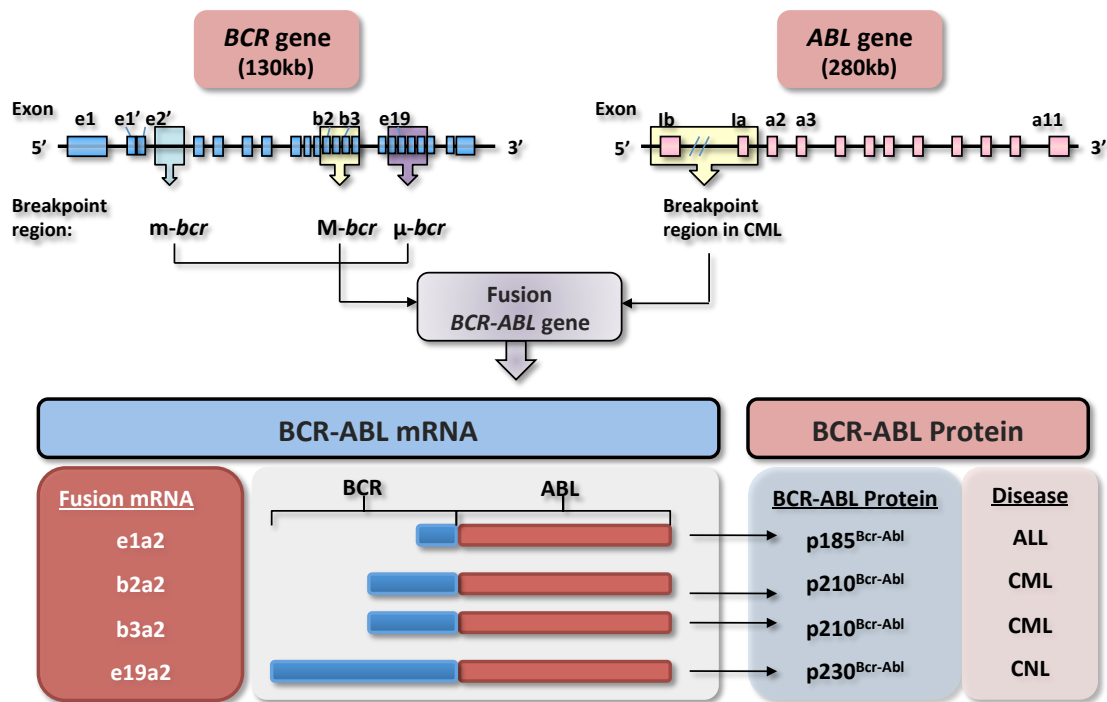 BCR gene
(130kb)
ABL gene
(280kb)
Exon
e1
e1’
e2’
b2
b3
e19
5’
3’
Exon
Ib
Ia
a2
a3
a11
5’
3’
Breakpoint
region:
m-bcr
M-bcr
µ-bcr
Breakpoint
region in CML
Fusion
BCR-ABL gene
BCR-ABL mRNA
BCR-ABL Protein
Fusion mRNA
BCR
ABL
BCR-ABL Protein
Disease
e1a2
p185Bcr-Abl
ALL
b2a2
p210Bcr-Abl
CML
b3a2
p210Bcr-Abl
CML
e19a2
p230Bcr-Abl
CNL